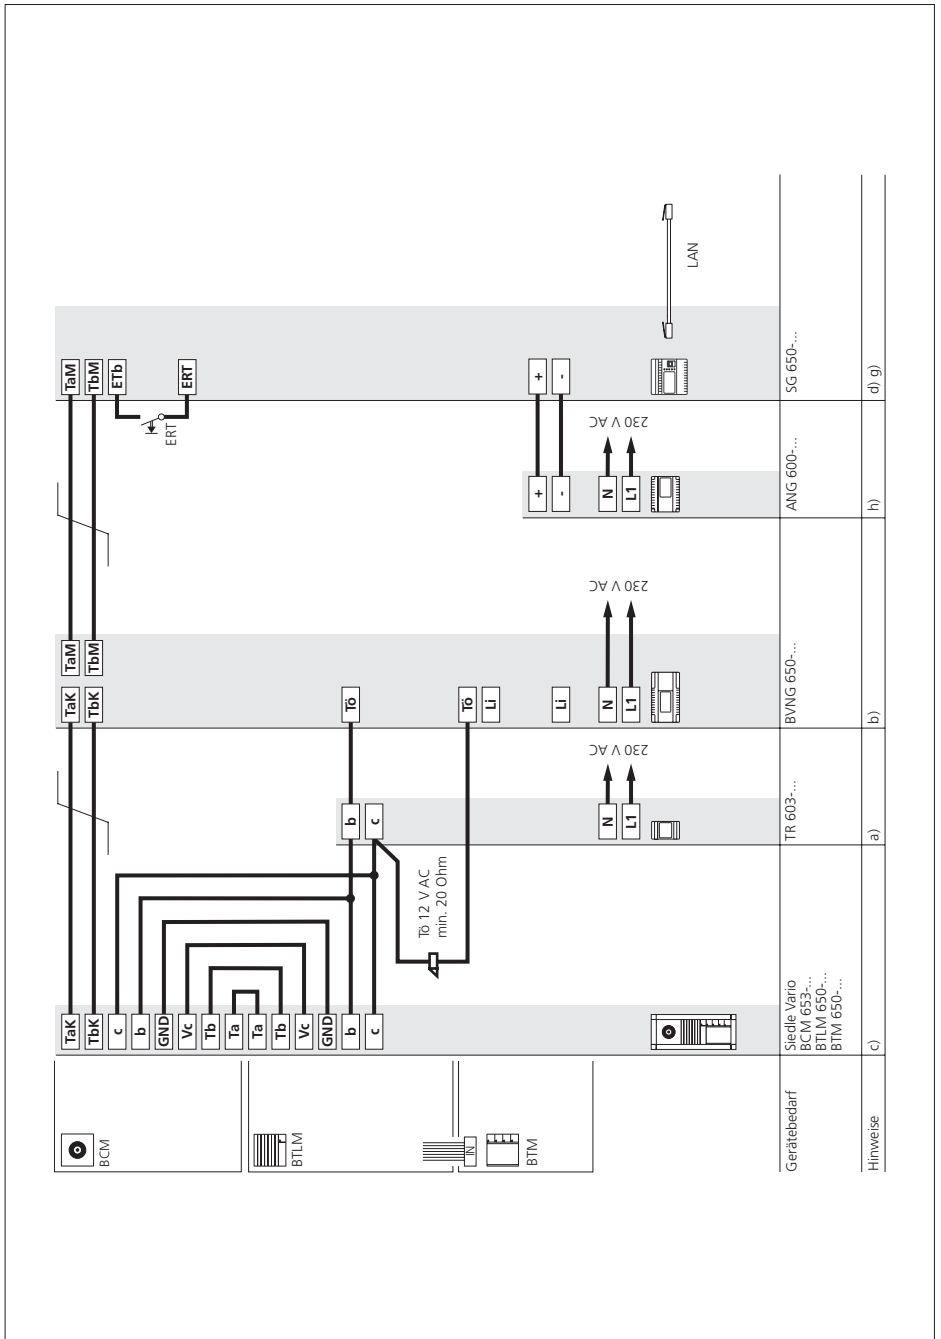 TaK TaK TaM TaM
TbK TbK TbM TbM
BCM
c ETb
b
GND
ERT
Vc ERT
Tb
Ta
Ta
Tb
BTLM
Vc
GND
b b Tö
c c
Tö 12 V AC
min. 20 Ohm
IN Tö
Li
BTM
+ +
Li - -
N N N
L1 L1 L1
230 V AC 230 V AC 230 V AC
LAN
Gerätebedarf
Siedle Vario
BCM 653-...
BTLM 650-...
BTM 650-...
TR 603-...
BVNG 650-...
ANG 600-...
SG 650-...
Hinweise c) a) b) h) d) g)